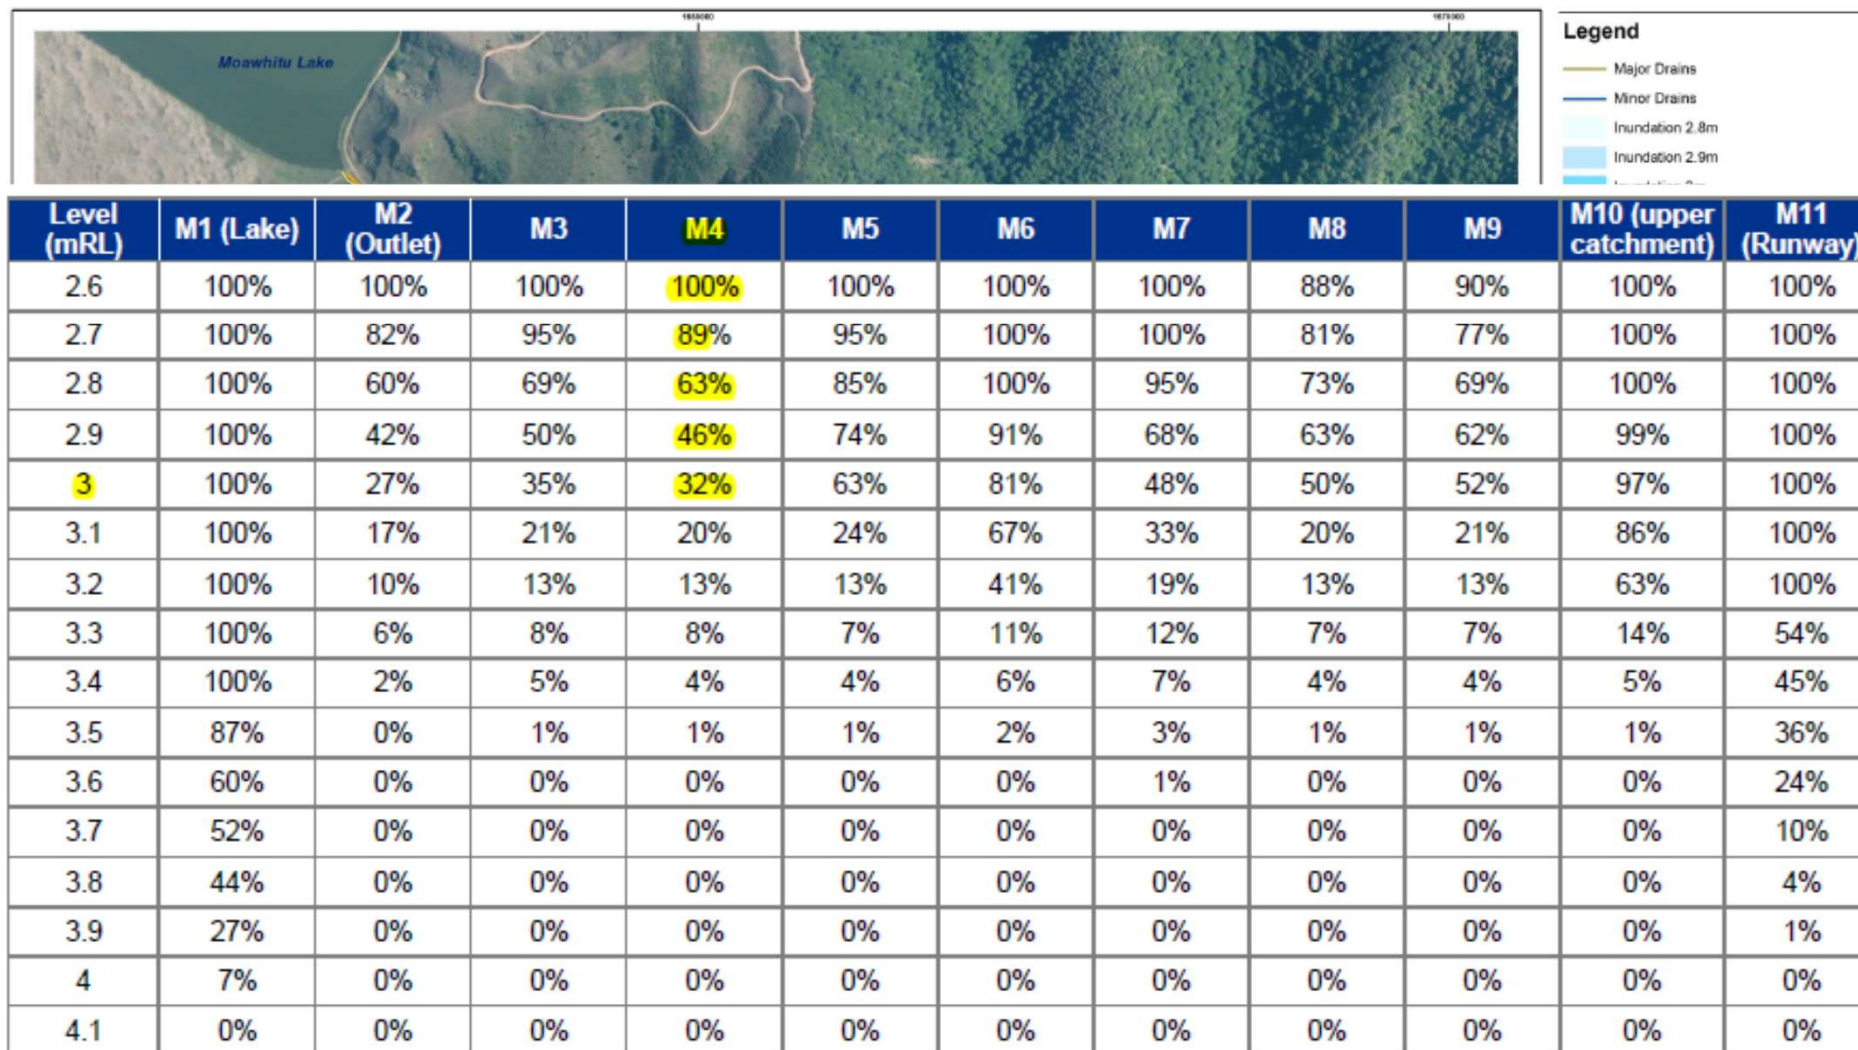 1668000 1670000
Moawhitu Lake
Legend
Major Drains
Minor Drains
Inundation 2.8m
Inundation 2.9m
Level (mRL) M1 (Lake) M2 (Outlet) M3 M4 M5 M6 M7 M8 M9 M10 (upper catchment) M11 (Runway)
2.6 100% 100% 100% 100% 100% 100% 100% 88% 90% 100% 100%
2.7 100% 82% 95% 89% 95% 100% 100% 81% 77% 100% 100%
2.8 100% 60% 69% 63% 85% 100% 95% 73% 69% 100% 100%
2.9 100% 42% 50% 46% 74% 91% 68% 63% 62% 99% 100%
3 100% 27% 35% 32% 63% 81% 48% 50% 52% 97% 100%
3.1 100% 17% 21% 20% 24% 67% 33% 20% 21% 86% 100%
3.2 100% 10% 13% 13% 13% 41% 19% 13% 13% 63% 100%
3.3 100% 6% 8% 8% 7% 11% 12% 7% 7% 14% 54%
3.4 100% 2% 5% 4% 4% 6% 7% 4% 4% 5% 45%
3.5 87% 0% 1% 1% 1% 2% 3% 1% 1% 1% 36%
3.6 60% 0% 0% 0% 0% 0% 1% 0% 0% 0% 24%
3.7 52% 0% 0% 0% 0% 0% 0% 0% 0% 0% 10%
3.8 44% 0% 0% 0% 0% 0% 0% 0% 0% 0% 4%
3.9 27% 0% 0% 0% 0% 0% 0% 0% 0% 0% 1%
4 7% 0% 0% 0% 0% 0% 0% 0% 0% 0% 0%
4.1 0% 0% 0% 0% 0% 0% 0% 0% 0% 0% 0%